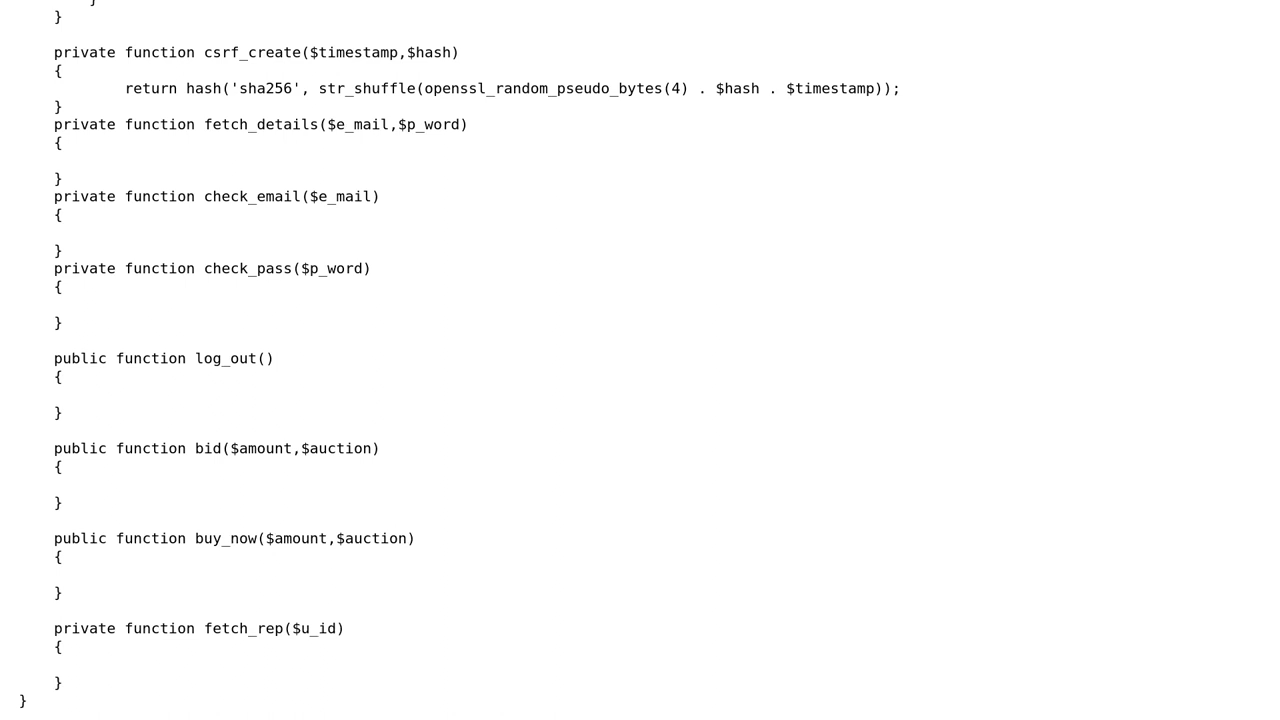 }
}

private function csrf_create($timestamp,$hash)
{
return hash('sha256', str_shuffle(openssl_random_pseudo_bytes(4) . $hash . $timestamp));
}
private function fetch_details($e_mail,$p_word)
{

}
private function check_email($e_mail)
{

}
private function check_pass($p_word)
{

}

public function log_out()
{

}

public function bid($amount,$auction)
{

}

public function buy_now($amount,$auction)
{

}

private function fetch_rep($u_id)
{

}
}